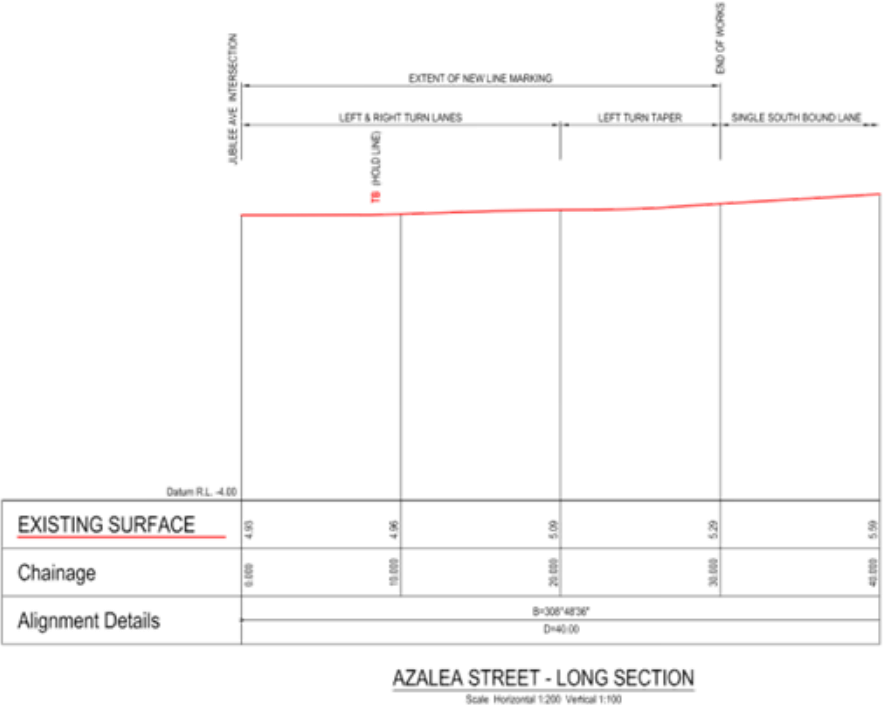 JUBILEE AVE INTERSECTION
END OF WORKS
EXTENT OF NEW LINE MARKING
LEFT & RIGHT TURN LANES
LEFT TURN TAPER
SINGLE SOUTH BOUND LANE
TB (HOLD LINE)
Datum R.L. -4.00
EXISTING SURFACE
4.93
4.96
5.09
5.29
5.59
Chainage
0.000
10.000
20.000
30.000
40.000
Alignment Details
B=308°48'36"
D=40.00
AZALEA STREET - LONG SECTION
Scale Horizontal 1:200 Vertical 1:100